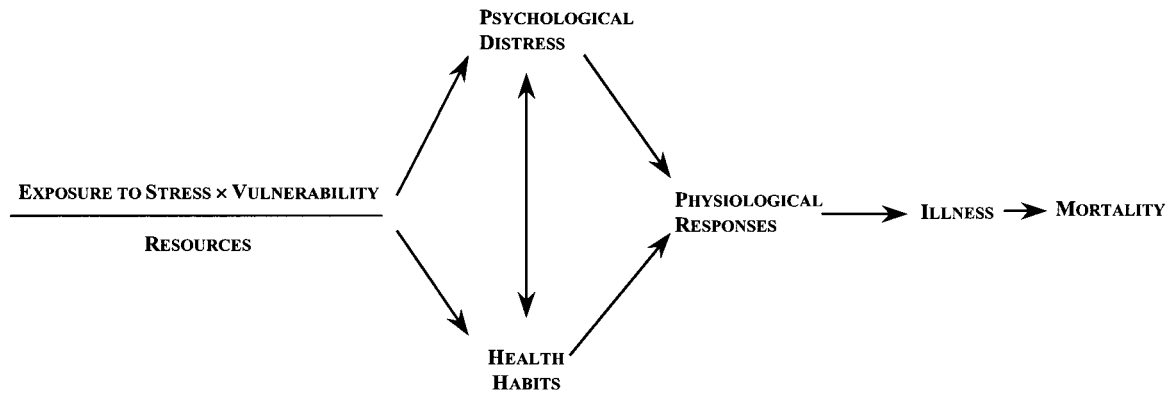 PSYCHOLOGICAL
DISTRESS
EXPOSURE TO STRESS × VULNERABILITY
RESOURCES
PHYSIOLOGICAL
RESPONSES
ILLNESS
MORTALITY
HEALTH
HABITS